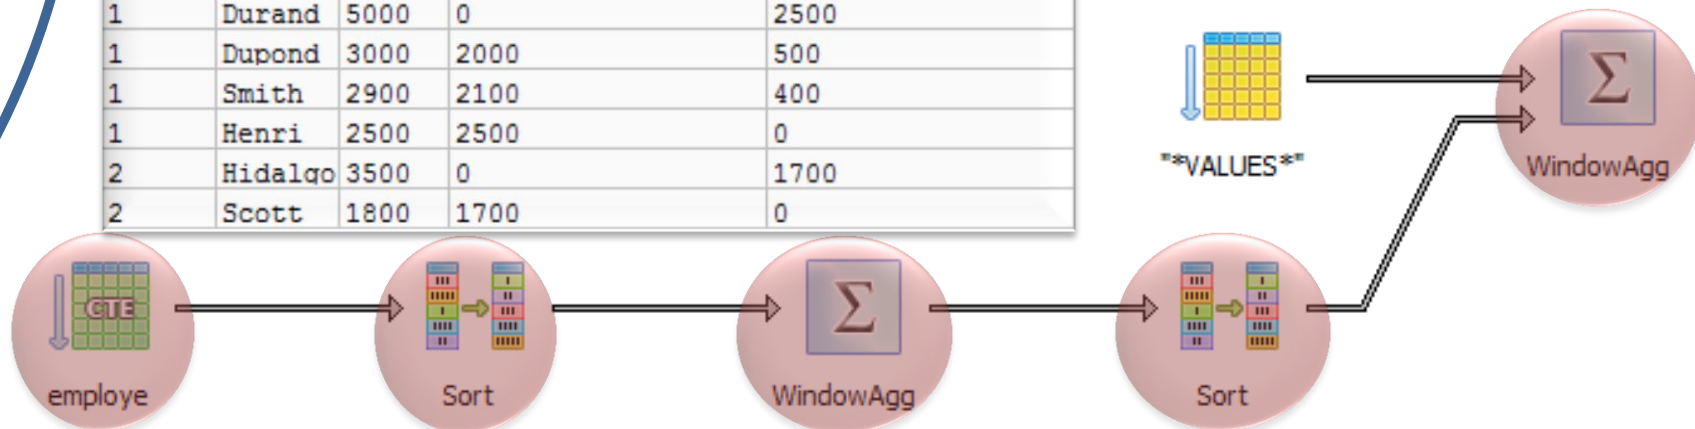 1 Durand 5000 0 2500
1 Dupond 3000 2000 500
1 Smith 2900 2100 400
1 Henri 2500 2500 0
2 Hidalgo 3500 0 1700
2 Scott 1800 1700 0
"*VALUES*"
Σ
WindowAgg
CTE
employe
Sort
Σ
WindowAgg
Sort